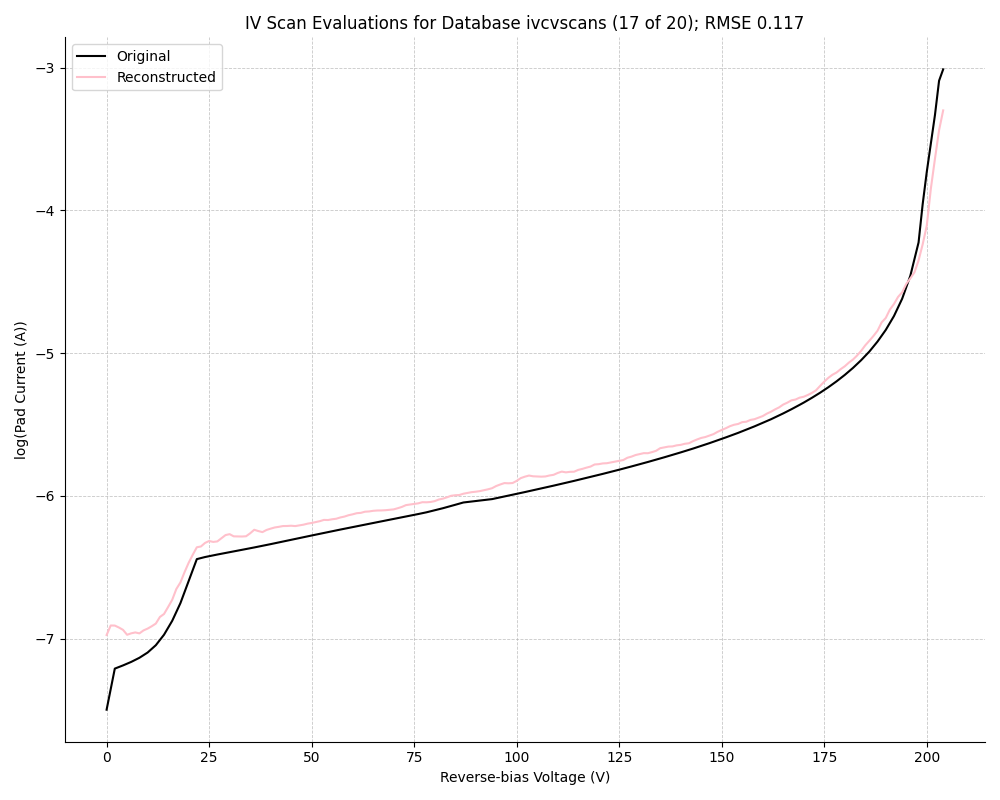 IV Scan Evaluations for Database ivcvscans (17 of 20); RMSE 0.117
Original
Reconstructed
log(Pad Current (A))
−3
−4
−5
−6
−7
0
25
50
75
100
125
150
175
200
Reverse-bias Voltage (V)